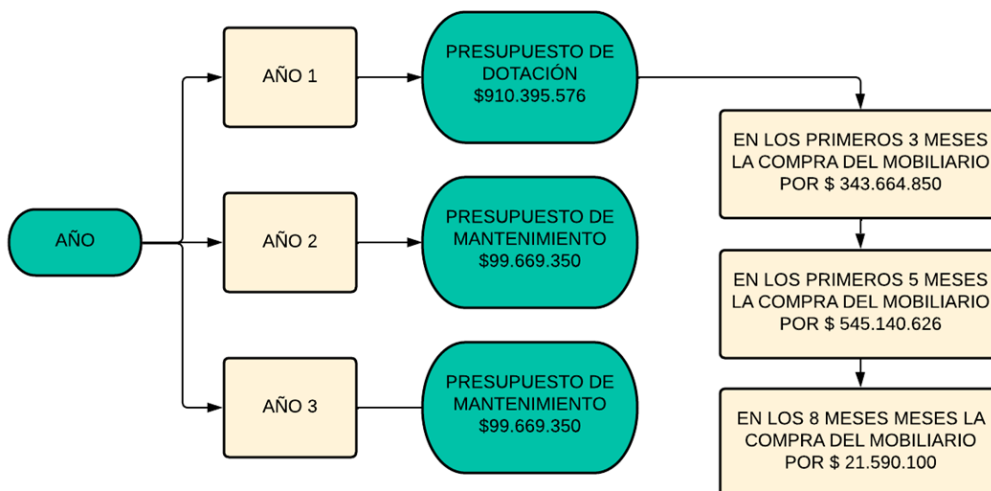 AÑO
AÑO 1
PRESUPUESTO DE
DOTACIÓN
$910.395.576
EN LOS PRIMEROS 3 MESES
LA COMPRA DEL MOBILIARIO
POR $ 343.664.850
EN LOS PRIMEROS 5 MESES
LA COMPRA DEL MOBILIARIO
POR $ 545.140.626
EN LOS 8 MESES MESES LA
COMPRA DEL MOBILIARIO
POR $ 21.590.100
AÑO 2
PRESUPUESTO DE
MANTENIMIENTO
$99.669.350
AÑO 3
PRESUPUESTO DE
MANTENIMIENTO
$99.669.350